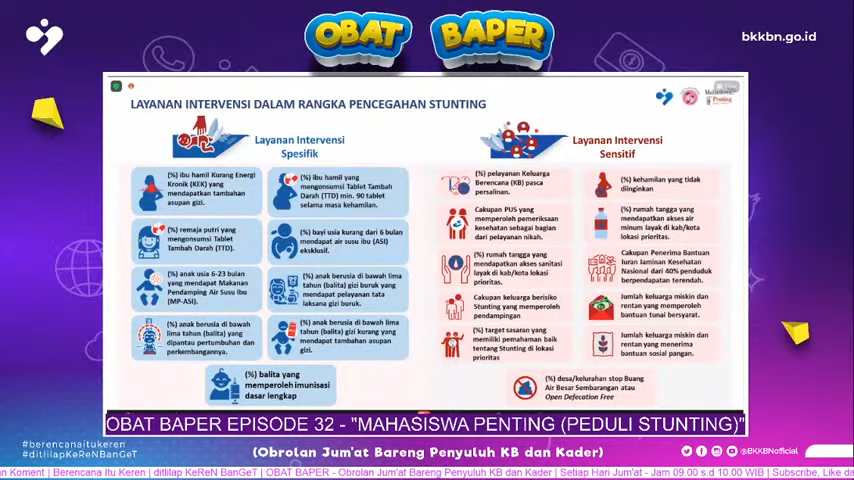 OBAT BAPER
bkkbn.go.id
LAYANAN INTERVENSI DALAM RANGKA PENCEGAHAN STUNTING
Penting
Layanan Intervensi
Spesifik
Layanan Intervensi
Sensitif
(%) ibu hamil Kurang Energi
Kronik (KEK) yang
mendapatkan tambahan
asupan gizi.
(%) ibu hamil yang
mengonsumsi Tablet Tambah
Darah (TTD) min. 90 tablet
selama masa kehamilan.
(%) remaja putri yang
mengonsumsi Tablet
Tambah Darah (TTD).
(%) bayi usia kurang dari 6 bulan
mendapat air susu ibu (ASI)
eksklusif.
(%) anak usia 6-23 bulan
yang mendapat Makanan
Pendamping Air Susu Ibu
(MP-ASI).
(%) anak berusia di bawah lima
tahun (balita) gizi buruk yang
mendapat pelayanan tata
laksana gizi buruk.
(%) anak berusia di bawah
lima tahun (balita) yang
dipantau pertumbuhan dan
perkembangannya.
(%) anak berusia di bawah lima
tahun (balita) gizi kurang yang
mendapat tambahan asupan
gizi.
(%) balita yang
memperoleh imunisasi
dasar lengkap
(%) pelayanan Keluarga
Berencana (KB) pasca
persalinan.
(%) kehamilan yang tidak
diinginkan
Cakupan PUS yang
memperoleh pemeriksaan
kesehatan sebagai bagian
dari pelayanan nikah.
(%) rumah tangga yang
mendapatkan akses air
minum layak di kab/kota
lokasi prioritas.
(%) rumah tangga yang
mendapatkan akses sanitasi
layak di kab/kota lokasi
prioritas.
Cakupan Penerima Bantuan
Iuran Jaminan Kesehatan
Nasional dari 40% penduduk
berpendapatan terendah.
Cakupan keluarga berisiko
Stunting yang memperoleh
pendampingan
Jumlah keluarga miskin dan
rentan yang memperoleh
bantuan tunai bersyarat.
(%) target sasaran yang
memiliki pemahaman baik
tentang Stunting di lokasi
prioritas
Jumlah keluarga miskin dan
rentan yang menerima
bantuan sosial pangan.
(%) desa/kelurahan stop Buang
Air Besar Sembarangan atau
Open Defecation Free
OBAT BAPER EPISODE 32 - "MAHASISWA PENTING (PEDULI STUNTING)"
#berencanaitukeren
#ditlilapKeReNBanGeT
(Obrolan Jum'at Bareng Penyuluh KB dan Kader)
@BKKBNofficial
an Koment | Berencana Itu Keren | ditlilap KeReN BanGeT | OBAT BAPER - Obrolan Jum'at Bareng Penyuluh KB dan Kader | Setiap Hari Jum'at - Jam 09.00 s.d 10.00 WIB | Subscribe, Like da